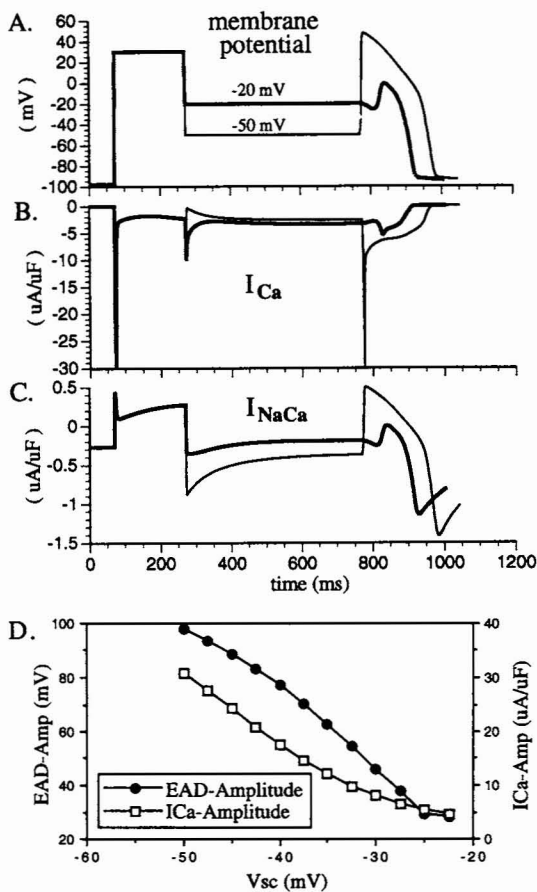 A.
membrane
potential
60
40
20
0
-20
-40
-60
-80
-100
( mV )
-20 mV
-50 mV
B.
0
-5
-10
-15
-20
-25
-30
( uA/uF )
ICa
C.
0.5
0
-0.5
-1
-1.5
(uA/uF)
INaCa
0 200 400 600 800 1000 1200
time (ms)
D.
100
80
60
40
20
EAD-Amp (mV)
40
30
20
10
0
ICa-Amp (uA/uF)
EAD-Amplitude
ICa-Amplitude
-60 -50 -40 -30 -20
Vsc (mV)